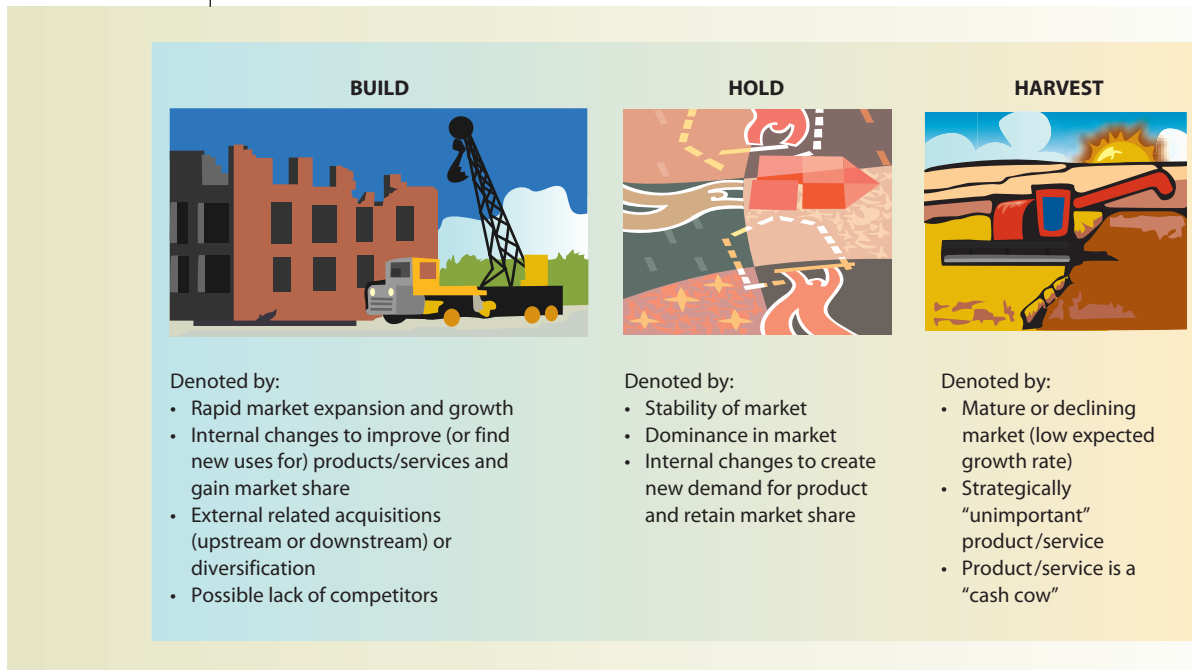 BUILD
Denoted by:
• Rapid market expansion and growth
• Internal changes to improve (or find
new uses for) products/services and
gain market share
• External related acquisitions
(upstream or downstream) or
diversification
• Possible lack of competitors
HOLD
Denoted by:
• Stability of market
• Dominance in market
• Internal changes to create
new demand for product
and retain market share
HARVEST
Denoted by:
• Mature or declining
market (low expected
growth rate)
• Strategically
“unimportant”
product/service
• Product/service is a
“cash cow”